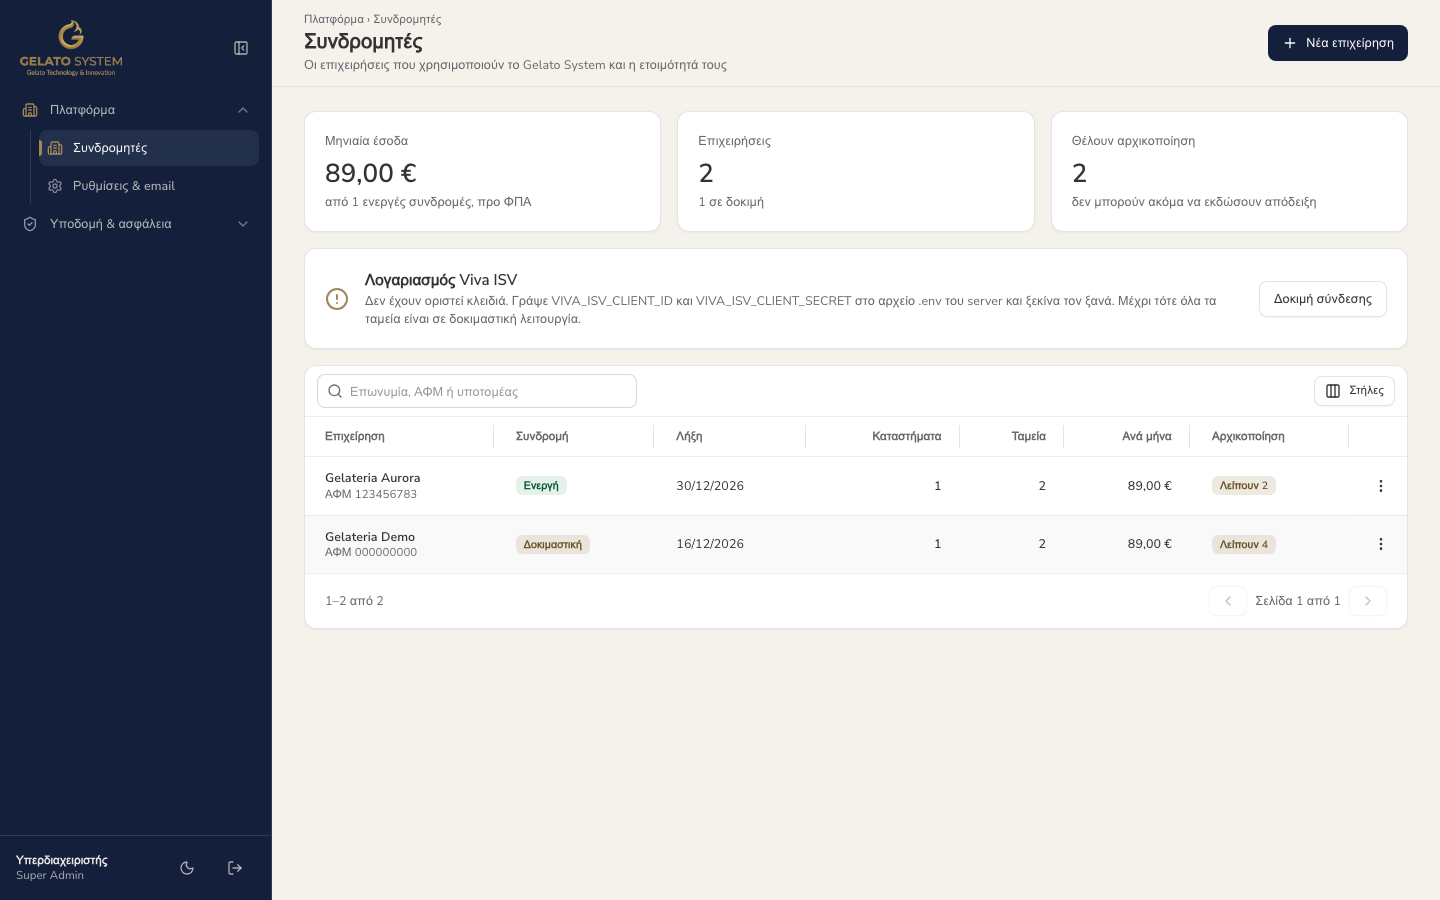 GELATO SYSTEM
Gelato Technology & Innovation
Πλατφόρμα
Συνδρομητές
Ρυθμίσεις & email
Υποδομή & ασφάλεια
Υπερδιαχειριστής
Super Admin
Πλατφόρμα › Συνδρομητές
Συνδρομητές
Οι επιχειρήσεις που χρησιμοποιούν το Gelato System και η ετοιμότητά τους
Νέα επιχείρηση
Μηνιαία έσοδα
89,00 €
από 1 ενεργές συνδρομές, προ ΦΠΑ
Επιχειρήσεις
2
1 σε δοκιμή
Θέλουν αρχικοποίηση
2
δεν μπορούν ακόμα να εκδώσουν απόδειξη
Λογαριασμός Viva ISV
Δεν έχουν οριστεί κλειδιά. Γράψε VIVA_ISV_CLIENT_ID και VIVA_ISV_CLIENT_SECRET στο αρχείο .env του server και ξεκίνα τον ξανά. Μέχρι τότε όλα τα
ταμεία είναι σε δοκιμαστική λειτουργία.
Δοκιμή σύνδεσης
Επωνυμία, ΑΦΜ ή υποτομέας
Στήλες
Επιχείρηση Συνδρομή Λήξη Καταστήματα Ταμεία Ανά μήνα Αρχικοποίηση
Gelateria Aurora
ΑΦΜ 123456783
Ενεργή 30/12/2026 1 2 89,00 € Λείπουν 2
Gelateria Demo
ΑΦΜ 000000000
Δοκιμαστική 16/12/2026 1 2 89,00 € Λείπουν 4
1–2 από 2
Σελίδα 1 από 1